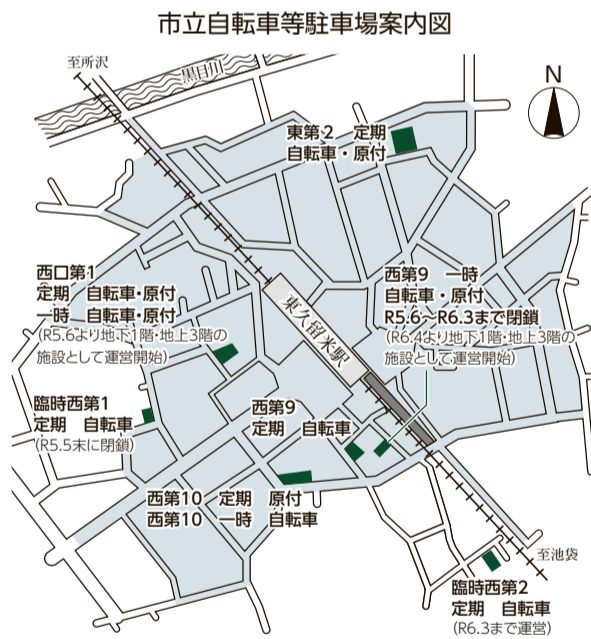 市立自転車等駐車場案内図
至所沢
黒目川
N
東第2 定期
自転車・原付
西口第1
定期 自転車・原付
一時 自転車・原付
(R5.6より地下1階・地上3階の
施設として運営開始)
西第9 一時
自転車・原付
R5.6〜R6.3まで閉鎖
(R6.4より地下1階・地上3階の
施設として運営開始)
東久留米駅
臨時西第1
定期 自転車
(R5.5末に閉鎖)
西第9
定期 自転車
西第10 定期 原付
西第10 一時 自転車
至池袋
臨時西第2
定期 自転車
(R6.3まで運営)